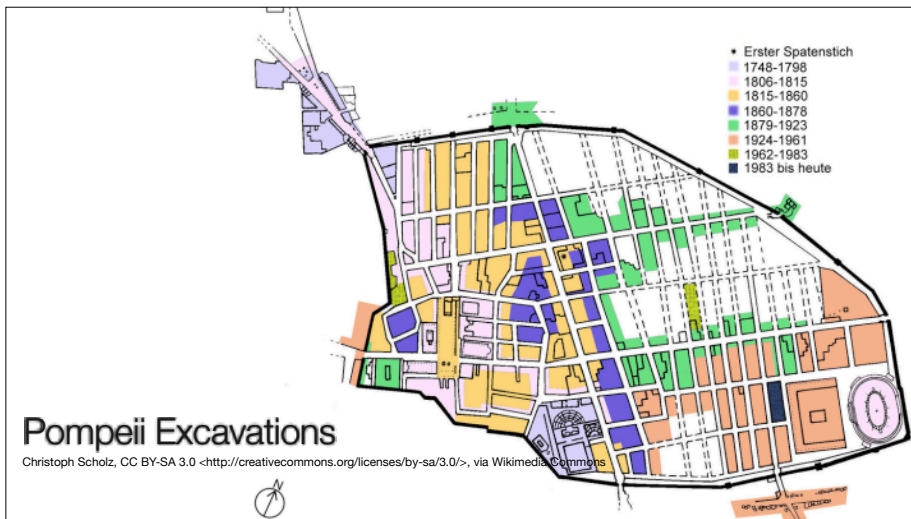 Erster Spatenstich
1748-1798
1806-1815
1815-1860
1860-1878
1879-1923
1924-1961
1962-1983
1983 bis heute
Pompeii Excavations
Christoph Scholz, CC BY-SA 3.0 <http://creativecommons.org/licenses/by-sa/3.0/>, via Wikimedia Commons
N